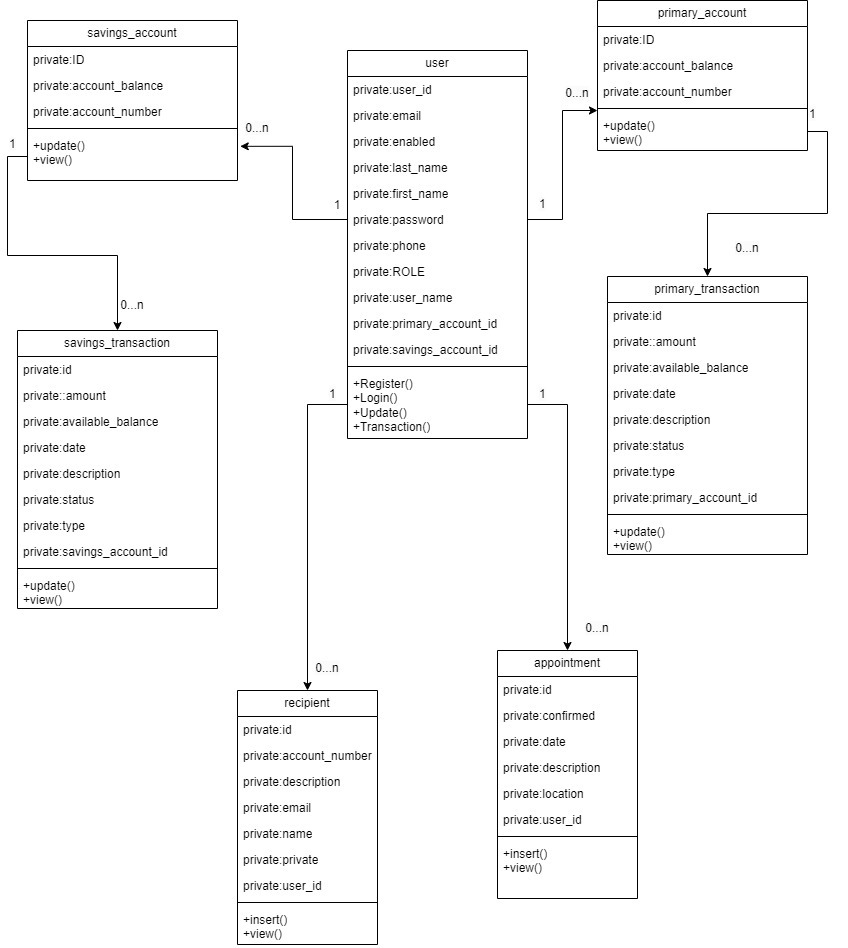 savings_account
private:ID
private:account_balance
private:account_number
+update()
+view()
1
0...n
1
user
private:user_id
private:email
private:enabled
private:last_name
private:first_name
private:password
private:phone
private:ROLE
private:user_name
private:primary_account_id
private:savings_account_id
+Register()
+Login()
+Update()
+Transaction()
primary_account
private:ID
private:account_balance
private:account_number
+update()
+view()
0...n
1
1
0...n
primary_transaction
private:id
private::amount
private:available_balance
private:date
private:description
private:status
private:type
private:primary_account_id
+update()
+view()
0...n
savings_transaction
private:id
private::amount
private:available_balance
private:date
private:description
private:status
private:type
private:savings_account_id
+update()
+view()
1
1
0...n
recipient
private:id
private:account_number
private:description
private:email
private:name
private:private
private:user_id
+insert()
+view()
0...n
appointment
private:id
private:confirmed
private:date
private:description
private:location
private:user_id
+insert()
+view()